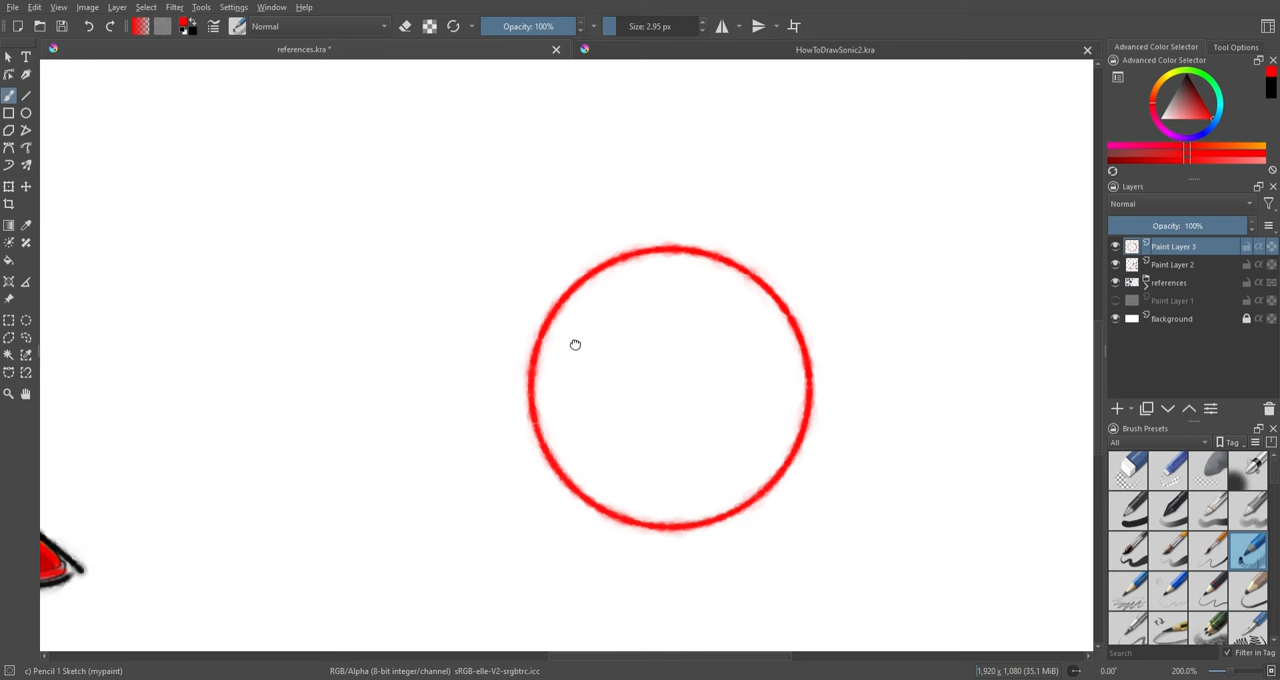 File Edit View Image Layer Select Filter Tools Settings Window Help
Normal Opacity: 100% Size: 2.95 px
references.kra * HowToDrawSonic2.kra
Advanced Color Selector Tool Options
Advanced Color Selector
Layers
Normal
Opacity: 100%
Paint Layer 3
Paint Layer 2
references
Paint Layer 1
Background
Brush Presets
All Tag
Search Filter in Tag
c) Pencil 1 Sketch (mypaint) RGB/Alpha (8-bit integer/channel) sRGB-elle-V2-srgbtrc.icc 1,920 x 1,080 (35.1 MiB) 0.00° 200.0%